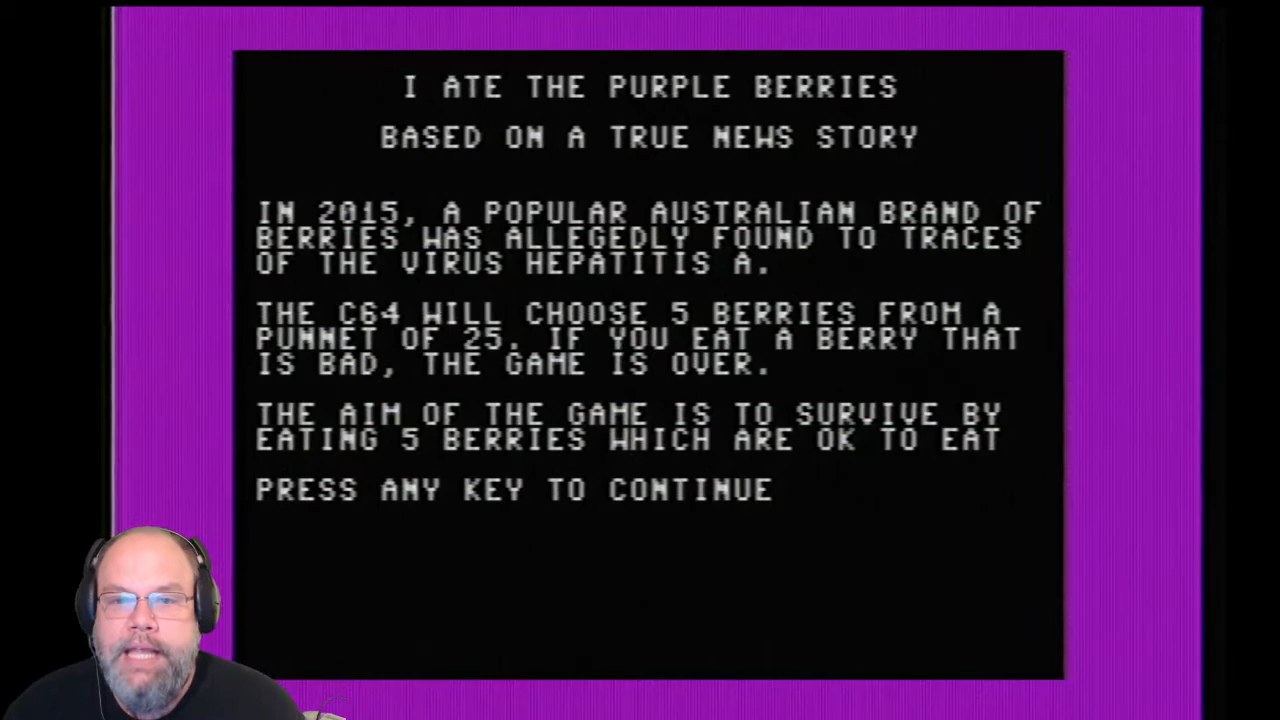 I ATE THE PURPLE BERRIES
BASED ON A TRUE NEWS STORY
IN 2015, A POPULAR AUSTRALIAN BRAND OF
BERRIES WAS ALLEGEDLY FOUND TO TRACES
OF THE VIRUS HEPATITIS A.
THE C64 WILL CHOOSE 5 BERRIES FROM A
PUNNET OF 25. IF YOU EAT A BERRY THAT
IS BAD, THE GAME IS OVER.
THE AIM OF THE GAME IS TO SURVIVE BY
EATING 5 BERRIES WHICH ARE OK TO EAT
PRESS ANY KEY TO CONTINUE